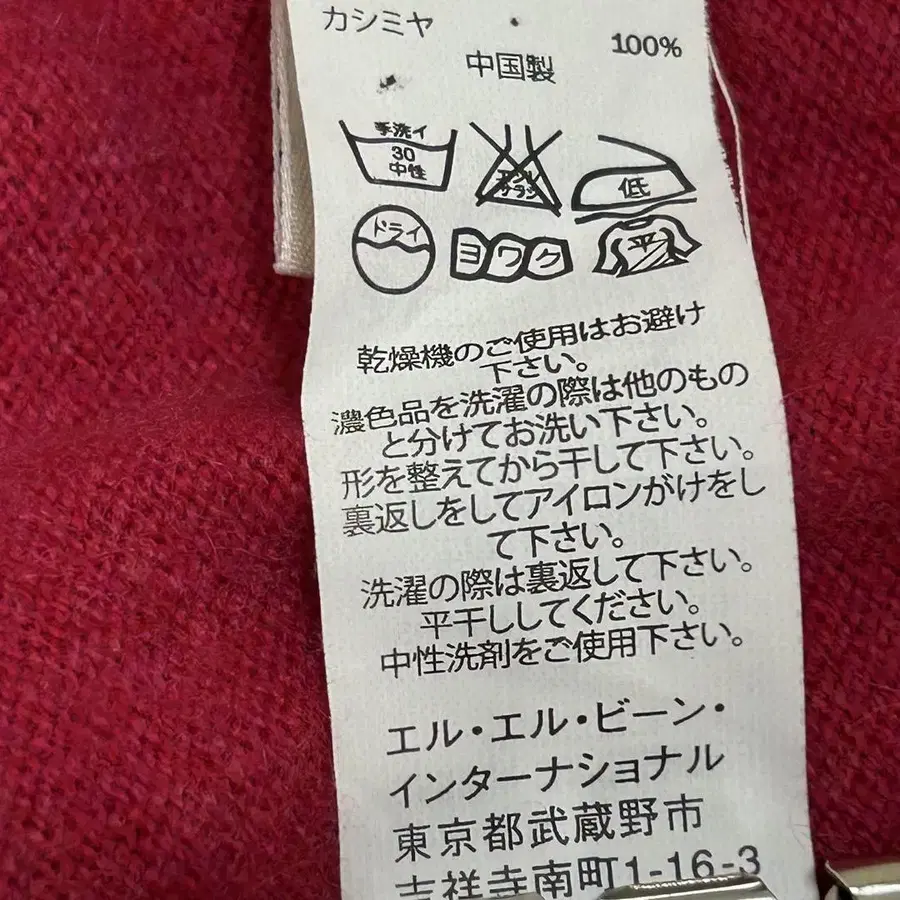 カシミヤ 100%
中国製
手洗イ
30
中性
エンソ
サラシ
低
ドライ
ヨワク
平
乾燥機のご使用はお避け
下さい。
濃色品を洗濯の際は他のもの
と分けてお洗い下さい。
形を整えてから干して下さい。
裏返しをしてアイロンがけをし
て下さい。
洗濯の際は裏返して下さい。
平干ししてください。
中性洗剤をご使用下さい。
エル・エル・ビーン・
インターナショナル
東京都武蔵野市
吉祥寺南町1-16-3